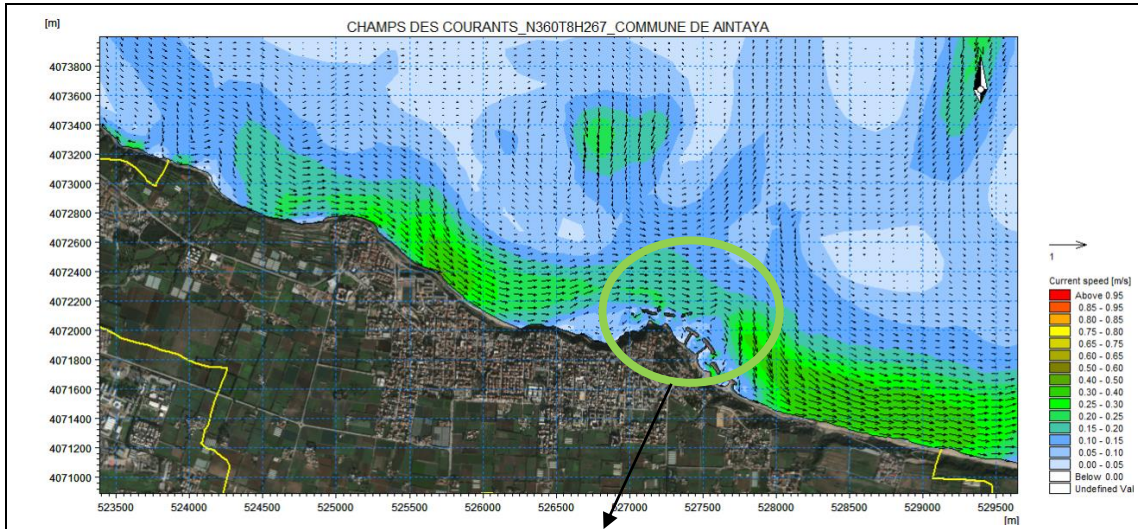 [m]
CHAMPS DES COURANTS_N360T8H267_COMMUNE DE AINTAYA
4073800
4073600
4073400
4073200
4073000
4072800
4072600
4072400
4072200
4072000
4071800
4071600
4071400
4071200
4071000
523500
524000
524500
525000
525500
526000
526500
527000
527500
528000
528500
529000
529500
[m]
1
Current speed [m/s]
Above 0.95
0.85 - 0.95
0.80 - 0.85
0.75 - 0.80
0.65 - 0.75
0.60 - 0.65
0.50 - 0.60
0.40 - 0.50
0.30 - 0.40
0.25 - 0.30
0.20 - 0.25
0.15 - 0.20
0.10 - 0.15
0.05 - 0.10
0.00 - 0.05
Below 0.00
Undefined Val